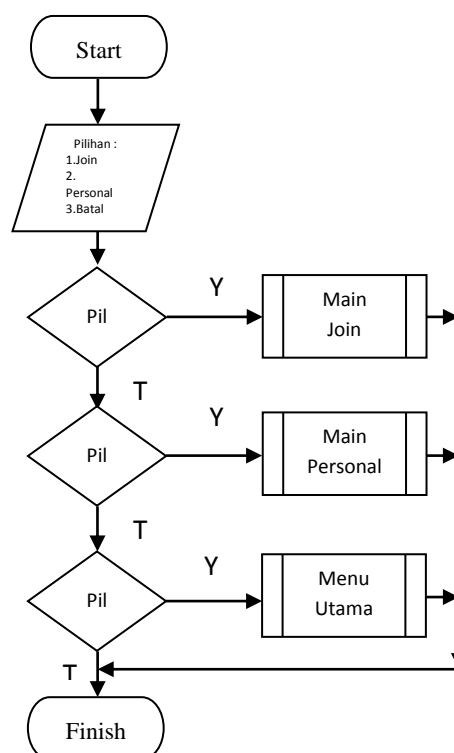 Start
Pilihan :
1.Join
2.
Personal
3.Batal
Pil
Y
Main
Join
T
Pil
Y
Main
Personal
T
Pil
Y
Menu
Utama
T
Finish